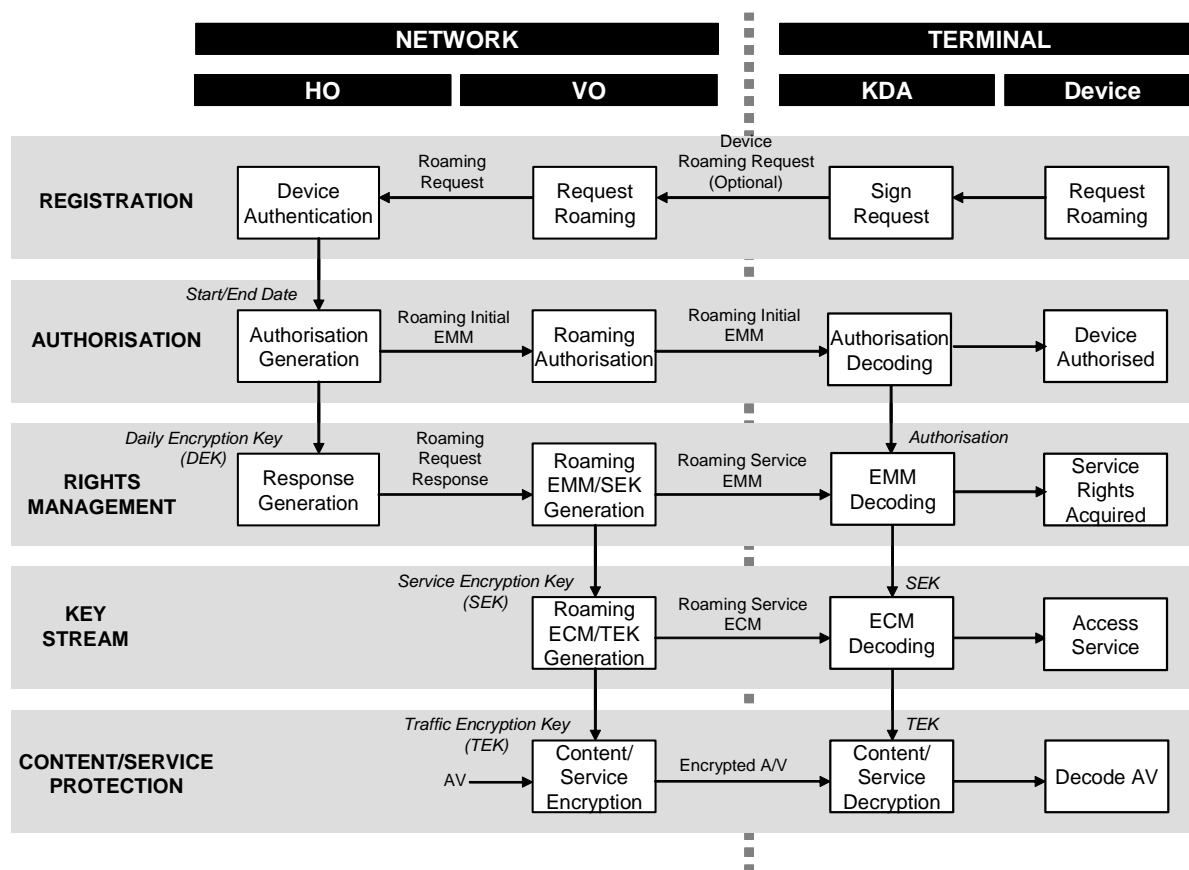 NETWORK
TERMINAL
HO
VO
KDA
Device
REGISTRATION
Device
Authentication
Roaming
Request
Request
Roaming
Device
Roaming Request
(Optional)
Sign
Request
Request
Roaming
Start/End Date
AUTHORISATION
Authorisation
Generation
Roaming Initial
EMM
Roaming
Authorisation
Roaming Initial
EMM
Authorisation
Decoding
Device
Authorised
Daily Encryption Key
(DEK)
RIGHTS
MANAGEMENT
Response
Generation
Roaming
Request
Response
Roaming
EMM/SEK
Generation
Roaming Service
EMM
Authorisation
EMM
Decoding
Service
Rights
Acquired
Service Encryption Key
(SEK)
KEY
STREAM
Roaming
ECM/TEK
Generation
Roaming Service
ECM
SEK
ECM
Decoding
Access
Service
Traffic Encryption Key
(TEK)
CONTENT/SERVICE
PROTECTION
AV
Content/
Service
Encryption
Encrypted A/V
TEK
Content/
Service
Decryption
Decode AV